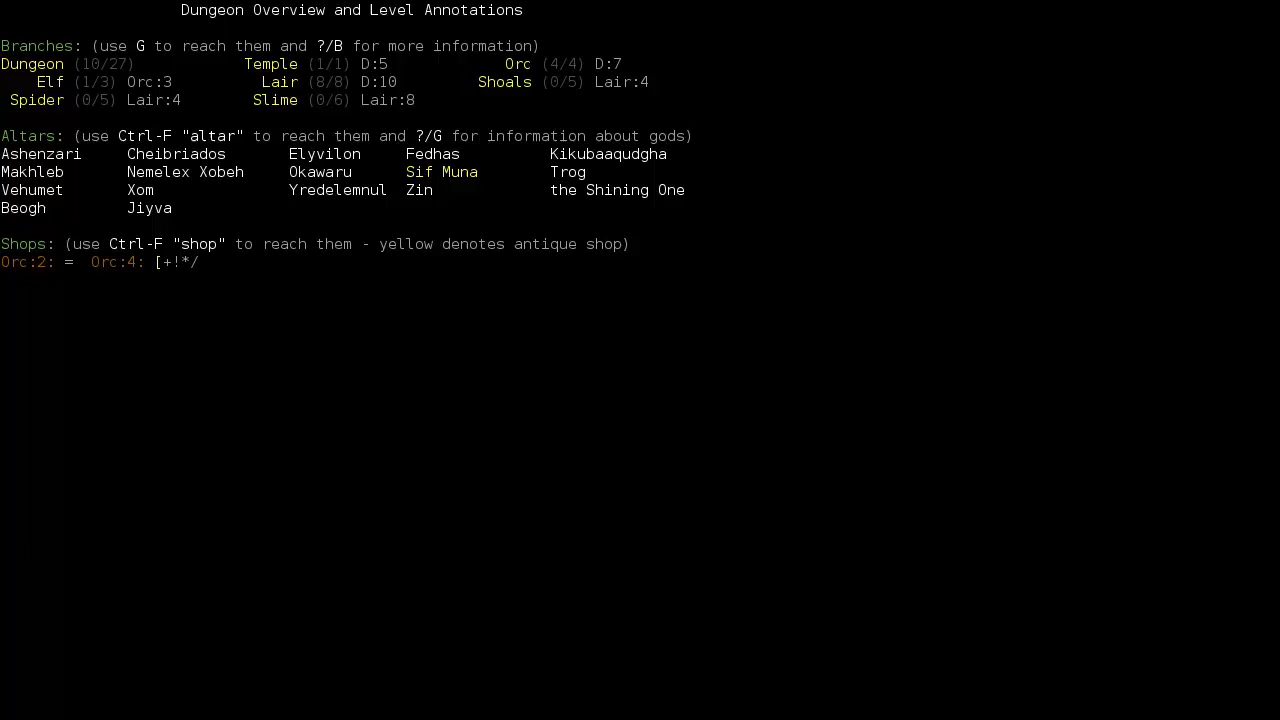 Dungeon Overview and Level Annotations
Branches: (use G to reach them and ?/B for more information)
Dungeon (10/27) Temple (1/1) D:5 Orc (4/4) D:7
Elf (1/3) Orc:3 Lair (8/8) D:10 Shoals (0/5) Lair:4
Spider (0/5) Lair:4 Slime (0/6) Lair:8
Altars: (use Ctrl-F "altar" to reach them and ?/G for information about gods)
Ashenzari Cheibriados Elyvilon Fedhas Kikubaaqudgha
Makhleb Nemelex Xobeh Okawaru Sif Muna Trog
Vehumet Xom Yredelemnul Zin the Shining One
Beogh Jiyva
Shops: (use Ctrl-F "shop" to reach them - yellow denotes antique shop)
Orc:2: = Orc:4: [+!*/